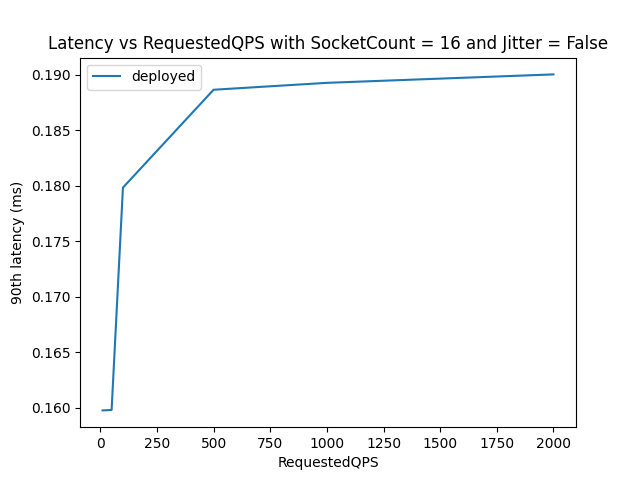 Latency vs RequestedQPS with SocketCount = 16 and Jitter = False
deployed
0.190
0.185
0.180
0.175
0.170
0.165
0.160
90th latency (ms)
0 250 500 750 1000 1250 1500 1750 2000
RequestedQPS